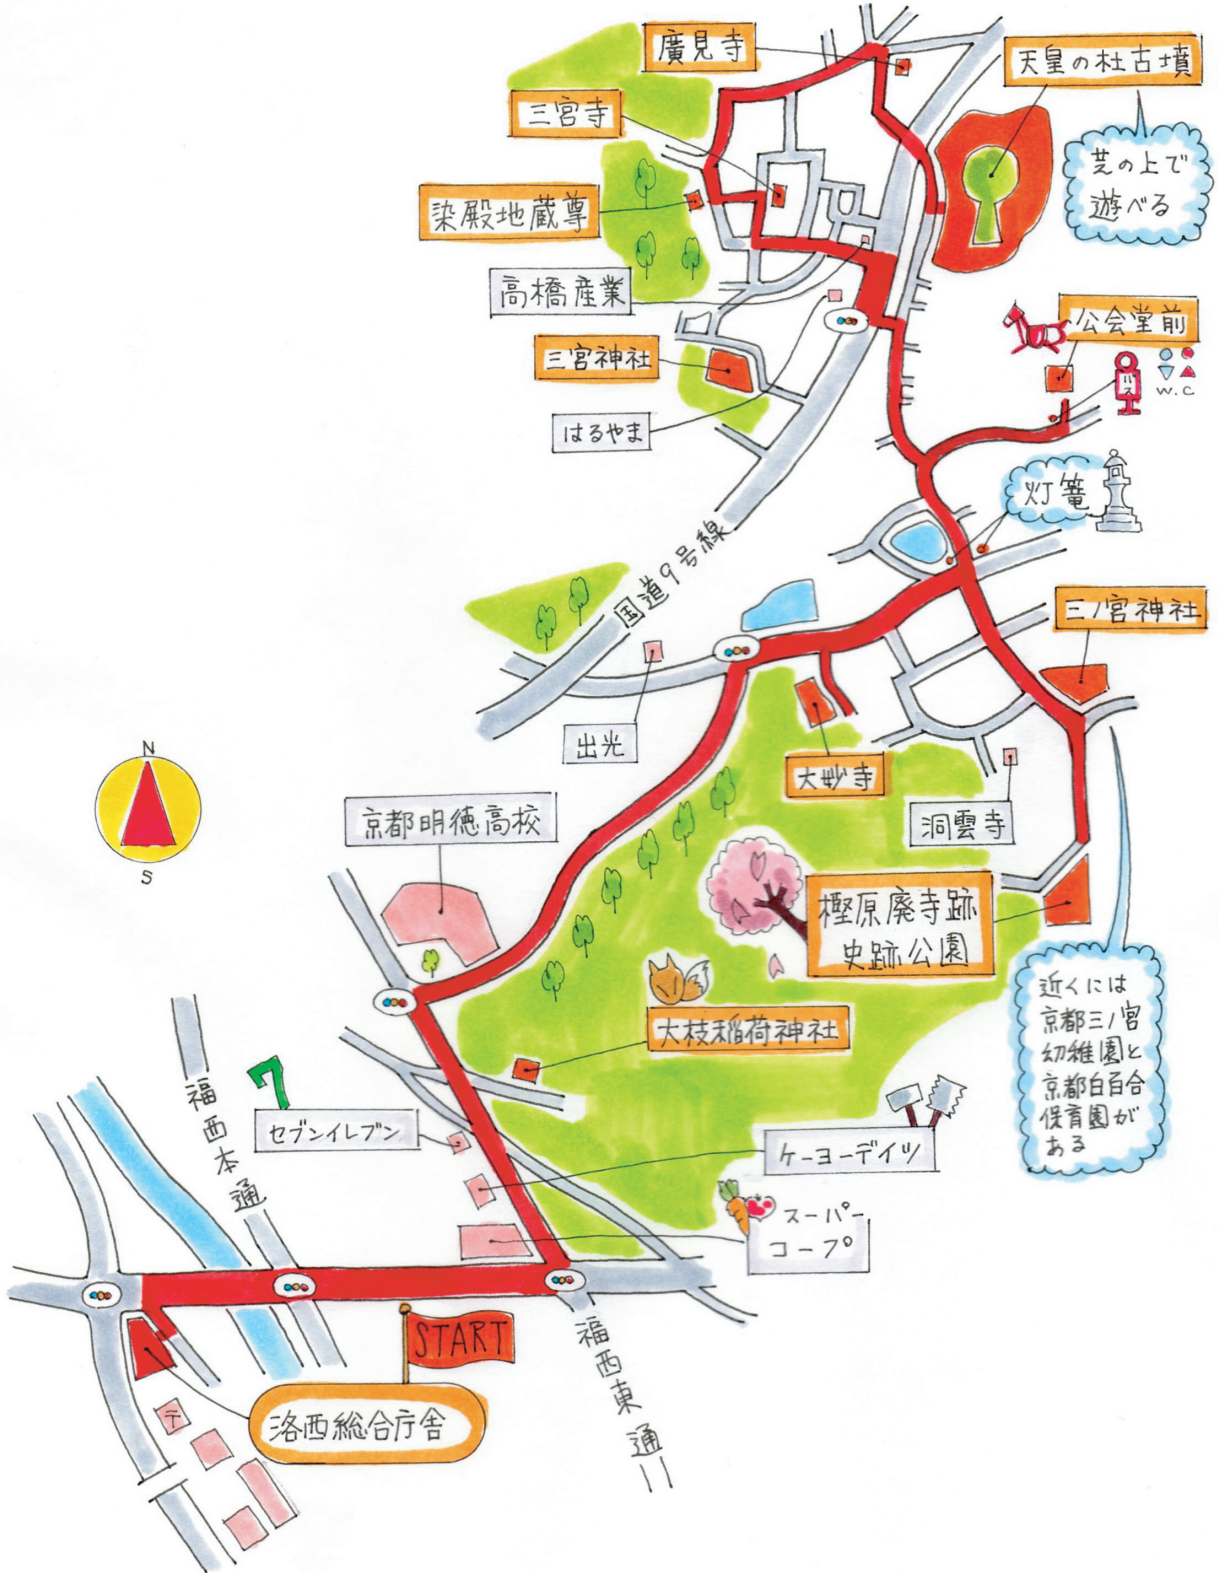 廣見寺
天皇の杜古墳
三宮寺
芝の上で
遊べる
染殿地蔵尊
高橋産業
公会堂前
三宮神社
バス
W.C
はるやま
灯篭
国道9号線
三ノ宮神社
出光
大妙寺
N
S
京都明徳高校
洞雲寺
樫原廃寺跡
史跡公園
近くには
京都三ノ宮
幼稚園と
京都白百合
保育園が
ある
大枝稲荷神社
福西本通
7
セブンイレブン
ケーヨーデイツ
スーパー
コープ
START
福西東通
洛西総合庁舎
〒